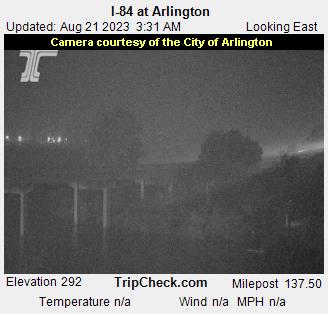 I-84 at Arlington
Updated: Aug 21 2023 3:31 AM Looking East
Camera courtesy of the City of Arlington
Elevation 292 TripCheck.com Milepost 137.50
Temperature n/a Wind n/a MPH n/a